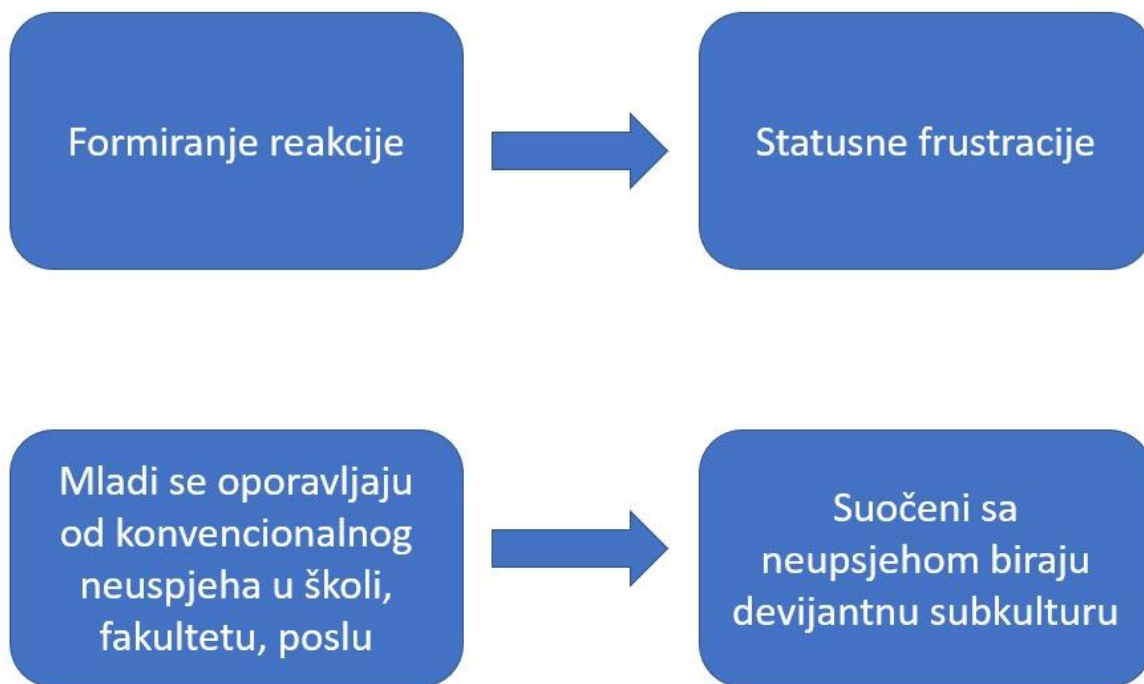 Formiranje reakcije
Statusne frustracije
Mladi se oporavljaju
od konvencionalnog
neuspjeha u školi,
fakultetu, poslu
Suočeni sa
neupsjehom biraju
devijantnu subkulturu